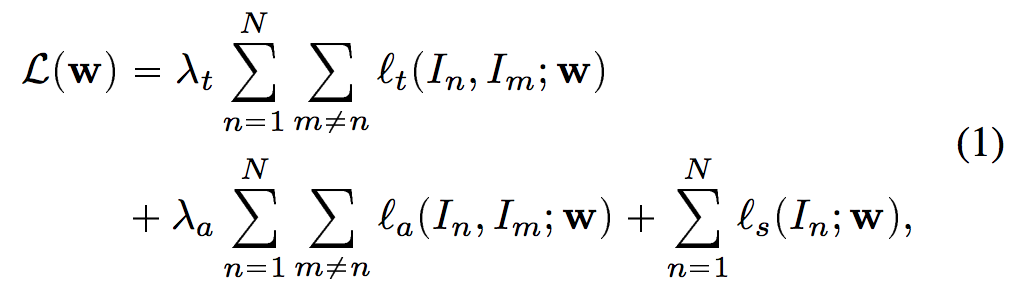 ℒ(𝐰) = λ_t ∑_{n=1}^{N} ∑_{m≠n} ℓ_t(I_n, I_m; 𝐰)
+ λ_a ∑_{n=1}^{N} ∑_{m≠n} ℓ_a(I_n, I_m; 𝐰) + ∑_{n=1}^{N} ℓ_s(I_n; 𝐰), (1)